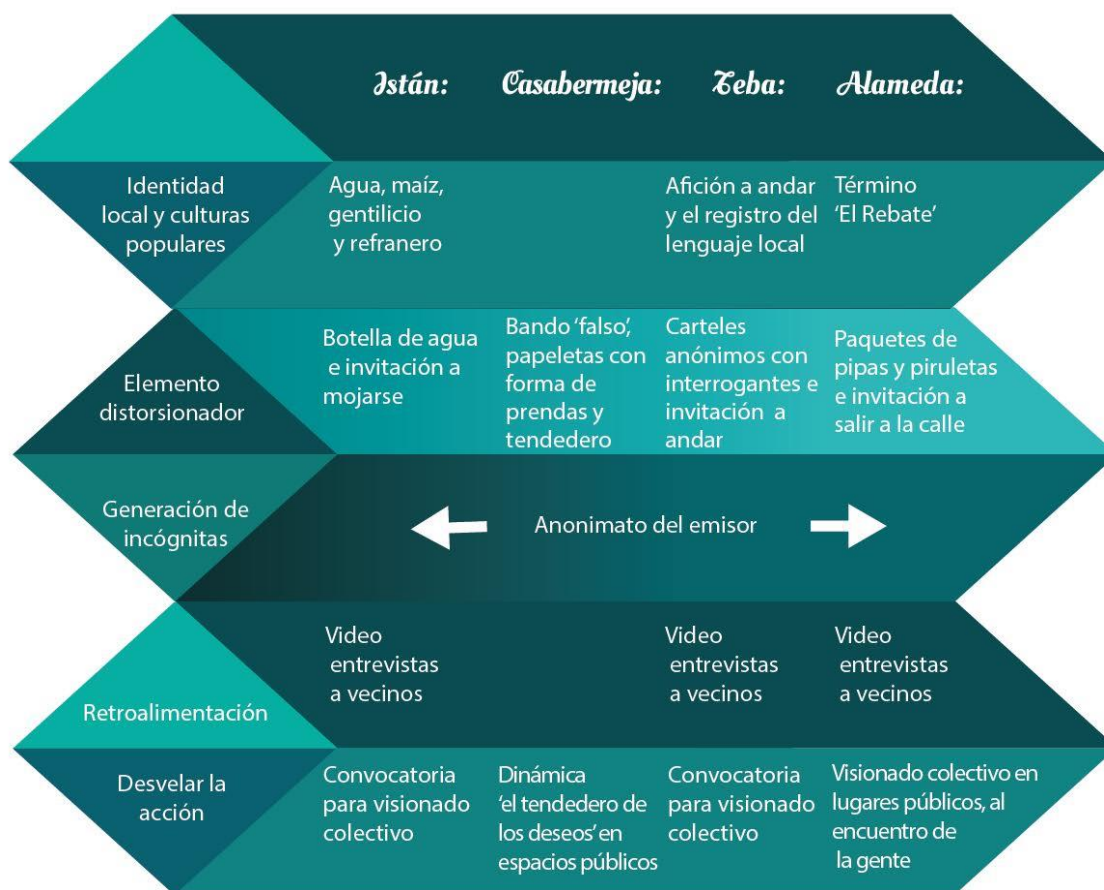 Istán:
Casabermeja:
Teba:
Alameda:
Identidad
local y culturas
populares
Agua, maíz,
gentilicio
y refranero
Afición a andar
y el registro del
lenguaje local
Término
‘El Rebate’
Elemento
distorsionador
Botella de agua
e invitación a
mojarse
Bando ‘falso’,
papeletas con
forma de
prendas y
tendedero
Carteles
anónimos con
interrogantes e
invitación a
andar
Paquetes de
pipas y piruletas
e invitación a
salir a la calle
Generación de
incógnitas
Anonimato del emisor
Retroalimentación
Video
entrevistas
a vecinos
Video
entrevistas
a vecinos
Video
entrevistas
a vecinos
Desvelar la
acción
Convocatoria
para visionado
colectivo
Dinámica
‘el tendedero de
los deseos’ en
espacios públicos
Convocatoria
para visionado
colectivo
Visionado colectivo en
lugares públicos, al
encuentro de
la gente